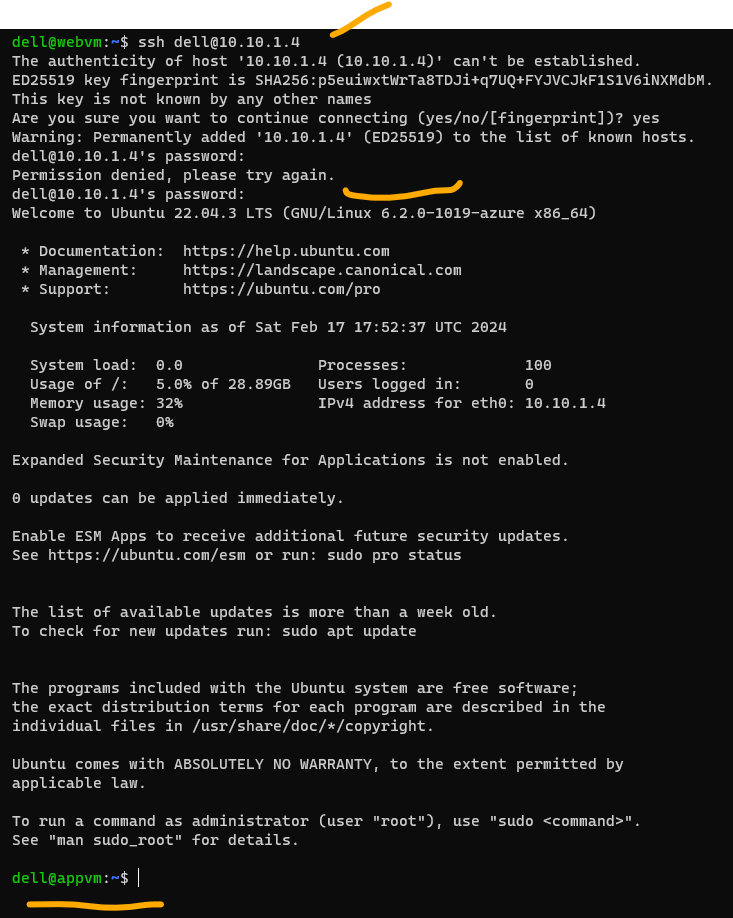 dell@webvm:~$ ssh dell@10.10.1.4
The authenticity of host '10.10.1.4 (10.10.1.4)' can't be established.
ED25519 key fingerprint is SHA256:p5euiwxtWrTa8TDJi+q7UQ+FYJVCJkF1S1V6iNXMdbM.
This key is not known by any other names
Are you sure you want to continue connecting (yes/no/[fingerprint])? yes
Warning: Permanently added '10.10.1.4' (ED25519) to the list of known hosts.
dell@10.10.1.4's password:
Permission denied, please try again.
dell@10.10.1.4's password:
Welcome to Ubuntu 22.04.3 LTS (GNU/Linux 6.2.0-1019-azure x86_64)
* Documentation:  https://help.ubuntu.com
* Management:     https://landscape.canonical.com
* Support:        https://ubuntu.com/pro
System information as of Sat Feb 17 17:52:37 UTC 2024
System load:  0.0                Processes:             100
Usage of /:   5.0% of 28.89GB   Users logged in:       0
Memory usage: 32%                IPv4 address for eth0: 10.10.1.4
Swap usage:   0%
Expanded Security Maintenance for Applications is not enabled.
0 updates can be applied immediately.
Enable ESM Apps to receive additional future security updates.
See https://ubuntu.com/esm or run: sudo pro status
The list of available updates is more than a week old.
To check for new updates run: sudo apt update
The programs included with the Ubuntu system are free software;
the exact distribution terms for each program are described in the
individual files in /usr/share/doc/*/copyright.
Ubuntu comes with ABSOLUTELY NO WARRANTY, to the extent permitted by
applicable law.
To run a command as administrator (user "root"), use "sudo <command>".
See "man sudo_root" for details.
dell@appvm:~$